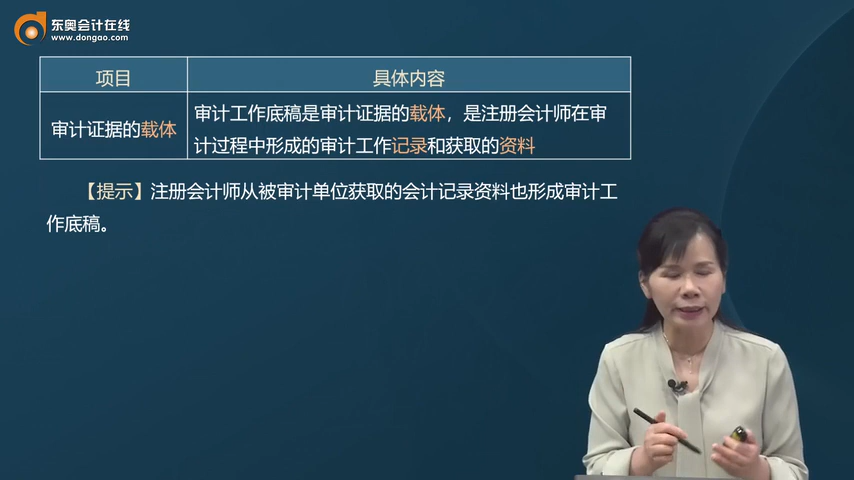 东奥会计在线
www.dongao.com
项目
具体内容
审计证据的载体
审计工作底稿是审计证据的载体，是注册会计师在审
计过程中形成的审计工作记录和获取的资料
【提示】注册会计师从被审计单位获取的会计记录资料也形成审计工
作底稿。